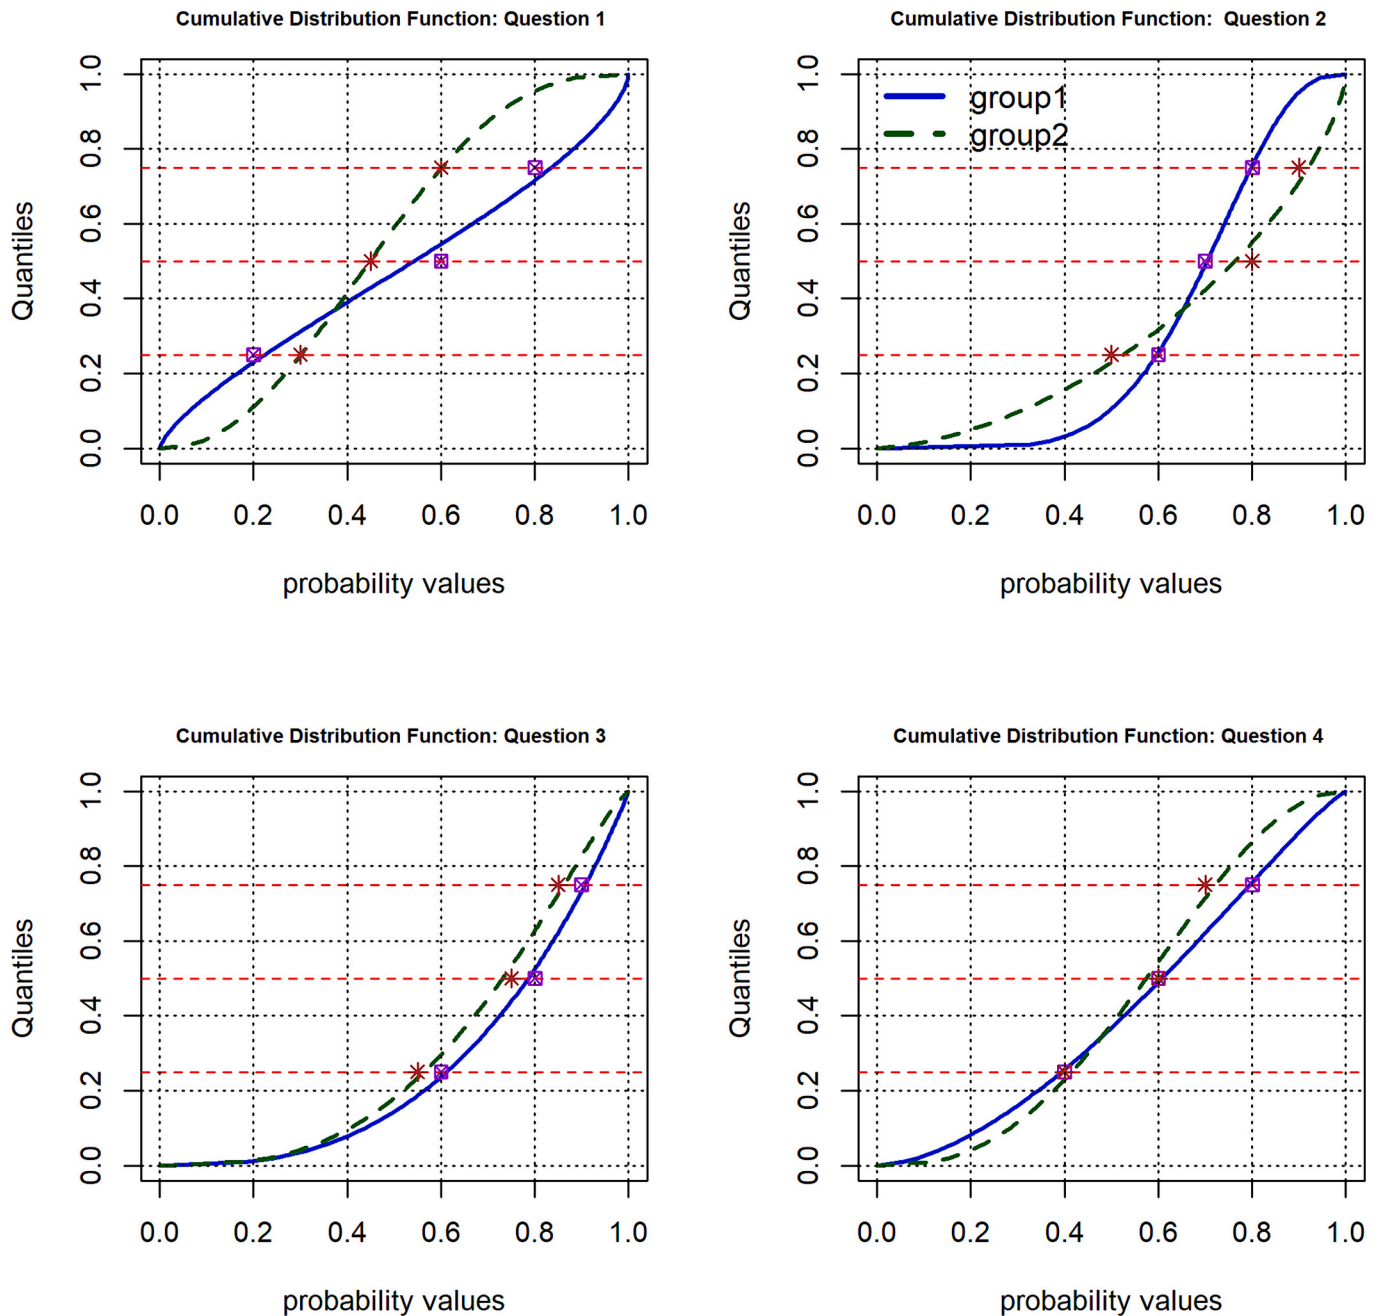 Cumulative Distribution Function: Question 1
Quantiles
1.0
0.8
0.6
0.4
0.2
0.0
0.0 0.2 0.4 0.6 0.8 1.0
probability values
Cumulative Distribution Function:  Question 2
Quantiles
1.0
0.8
0.6
0.4
0.2
0.0
group1
group2
0.0 0.2 0.4 0.6 0.8 1.0
probability values
Cumulative Distribution Function: Question 3
Quantiles
1.0
0.8
0.6
0.4
0.2
0.0
0.0 0.2 0.4 0.6 0.8 1.0
probability values
Cumulative Distribution Function: Question 4
Quantiles
1.0
0.8
0.6
0.4
0.2
0.0
0.0 0.2 0.4 0.6 0.8 1.0
probability values